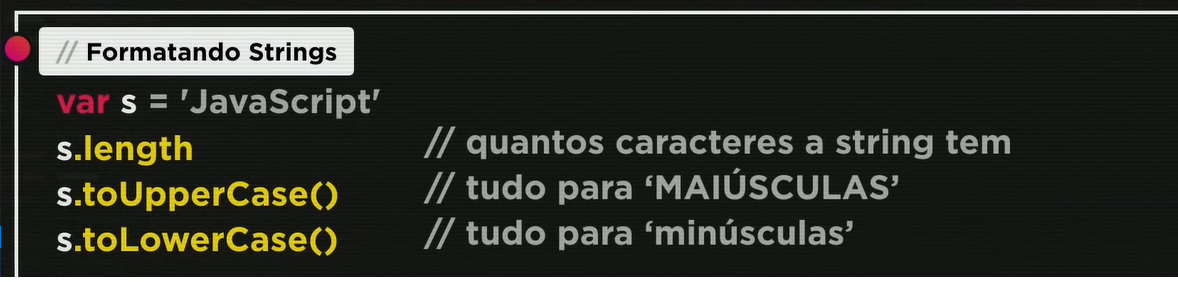 // Formatando Strings
var s = 'JavaScript'
s.length // quantos caracteres a string tem
s.toUpperCase() // tudo para ‘MAIÚSCULAS’
s.toLowerCase() // tudo para ‘minúsculas’